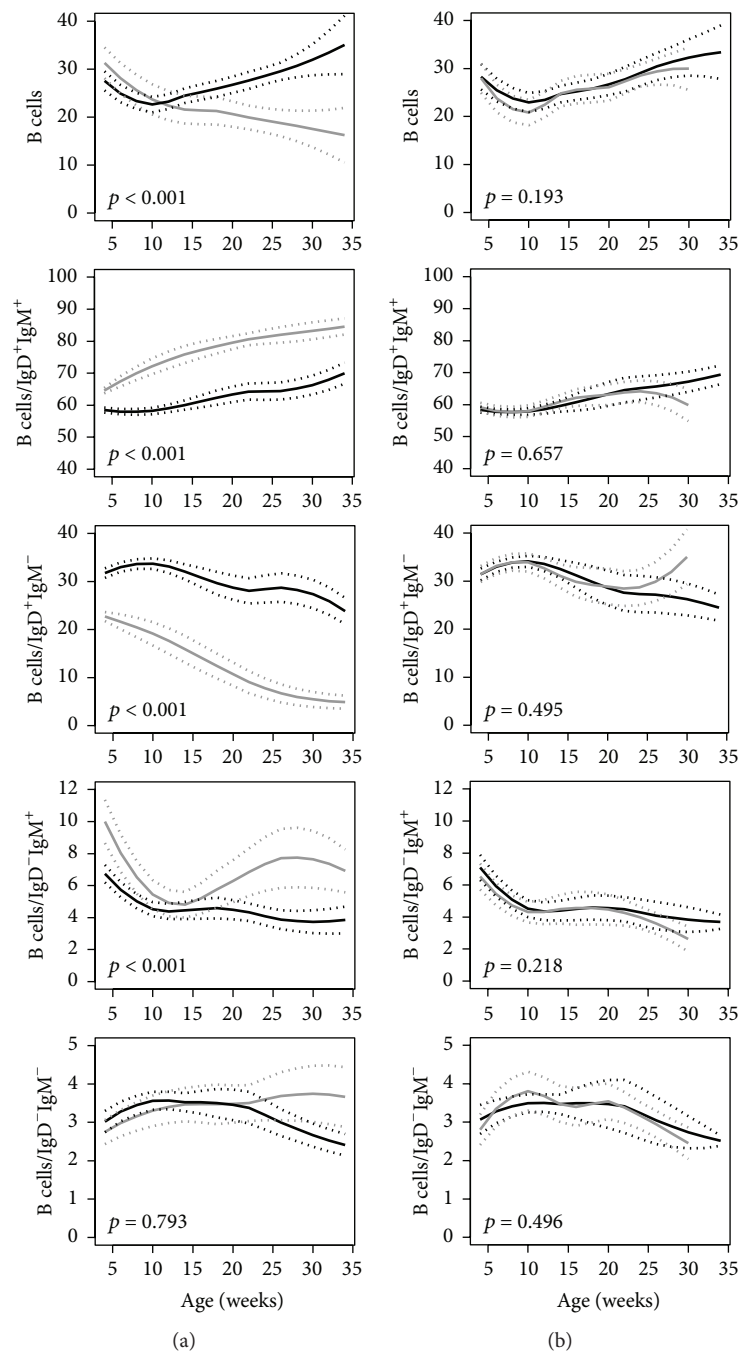 B cells
40
30
20
10
0
p < 0.001
5 10 15 20 25 30 35
B cells
40
30
20
10
0
p = 0.193
5 10 15 20 25 30 35
B cells/IgD⁺IgM⁺
100
90
80
70
60
50
40
p < 0.001
5 10 15 20 25 30 35
B cells/IgD⁺IgM⁺
100
90
80
70
60
50
40
p = 0.657
5 10 15 20 25 30 35
B cells/IgD⁺IgM⁻
40
30
20
10
0
p < 0.001
5 10 15 20 25 30 35
B cells/IgD⁺IgM⁻
40
30
20
10
0
p = 0.495
5 10 15 20 25 30 35
B cells/IgD⁻IgM⁺
12
10
8
6
4
2
0
p < 0.001
5 10 15 20 25 30 35
B cells/IgD⁻IgM⁺
12
10
8
6
4
2
0
p = 0.218
5 10 15 20 25 30 35
B cells/IgD⁻IgM⁻
5
4
3
2
1
0
p = 0.793
5 10 15 20 25 30 35
Age (weeks)
(a)
B cells/IgD⁻IgM⁻
5
4
3
2
1
0
p = 0.496
5 10 15 20 25 30 35
Age (weeks)
(b)